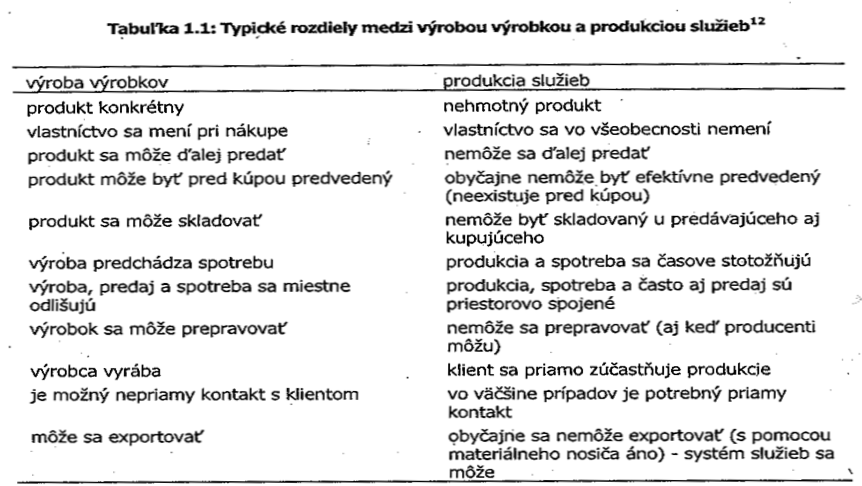 Tabuľka 1.1: Typické rozdiely medzi výrobou výrobkou a produkciou služieb12
výroba výrobkov
produkcia služieb
produkt konkrétny
nehmotný produkt
vlastníctvo sa mení pri nákupe
vlastníctvo sa vo všeobecnosti nemení
produkt sa môže ďalej predať
nemôže sa ďalej predať
produkt môže byť pred kúpou predvedený
obyčajne nemôže byť efektívne predvedený
(neexistuje pred kúpou)
produkt sa môže skladovať
nemôže byť skladovaný u predávajúceho aj
kupujúceho
výroba predchádza spotrebu
produkcia a spotreba sa časove stotožňujú
výroba, predaj a spotreba sa miestne
odlišujú
produkcia, spotreba a často aj predaj sú
priestorovo spojené
výrobok sa môže prepravovať
nemôže sa prepravovať (aj keď producenti
môžu)
výrobca vyrába
klient sa priamo zúčastňuje produkcie
je možný nepriamy kontakt s klientom
vo väčšine prípadov je potrebný priamy
kontakt
môže sa exportovať
obyčajne sa nemôže exportovať (s pomocou
materiálneho nosiča áno) - systém služieb sa
môže